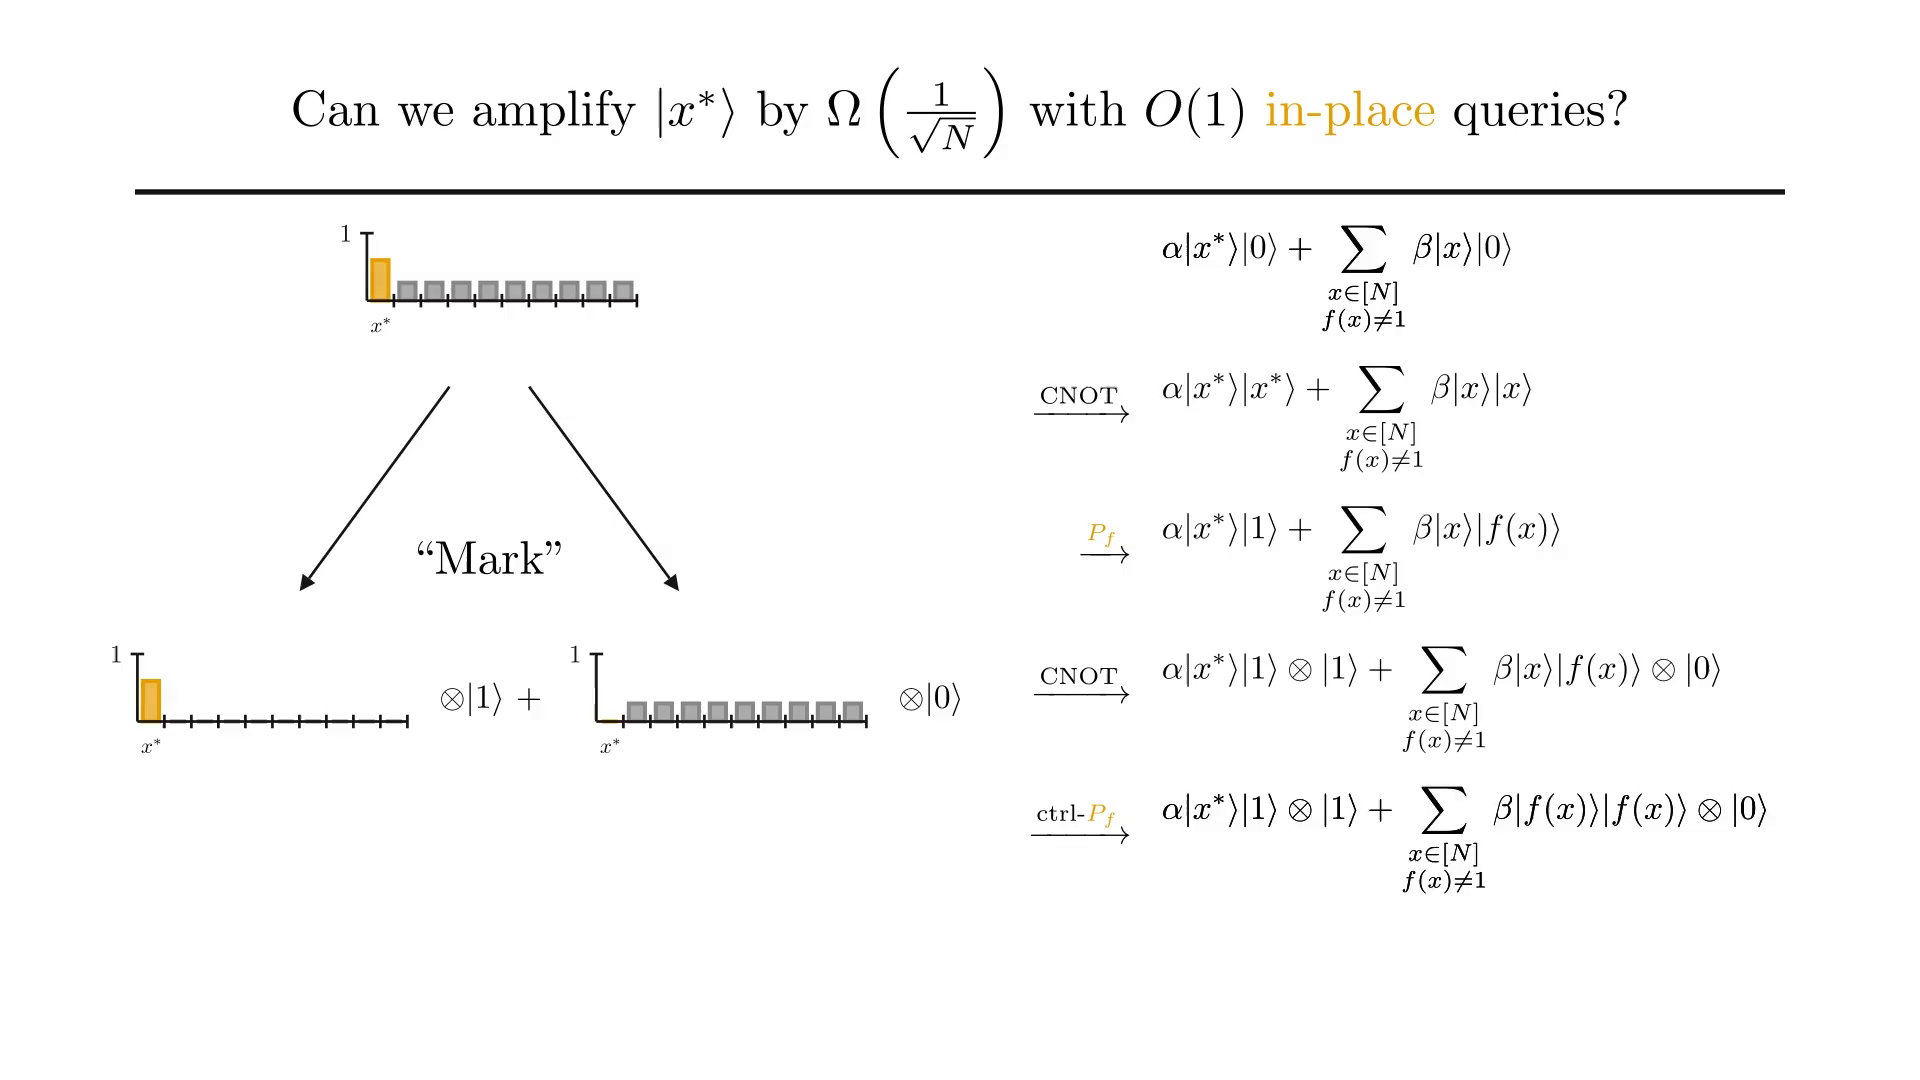 Can we amplify |x*⟩ by Ω(1/√N) with O(1) in-place queries?
1
x*
"Mark"
1
x*
⊗|1⟩ +
1
x*
⊗|0⟩
α|x*⟩|0⟩ + ∑ β|x⟩|0⟩
x∈[N]
f(x)≠1
CNOT
α|x*⟩|x*⟩ + ∑ β|x⟩|x⟩
x∈[N]
f(x)≠1
P_f
α|x*⟩|1⟩ + ∑ β|x⟩|f(x)⟩
x∈[N]
f(x)≠1
CNOT
α|x*⟩|1⟩ ⊗ |1⟩ + ∑ β|x⟩|f(x)⟩ ⊗ |0⟩
x∈[N]
f(x)≠1
ctrl-P_f
α|x*⟩|1⟩ ⊗ |1⟩ + ∑ β|f(x)⟩|f(x)⟩ ⊗ |0⟩
x∈[N]
f(x)≠1